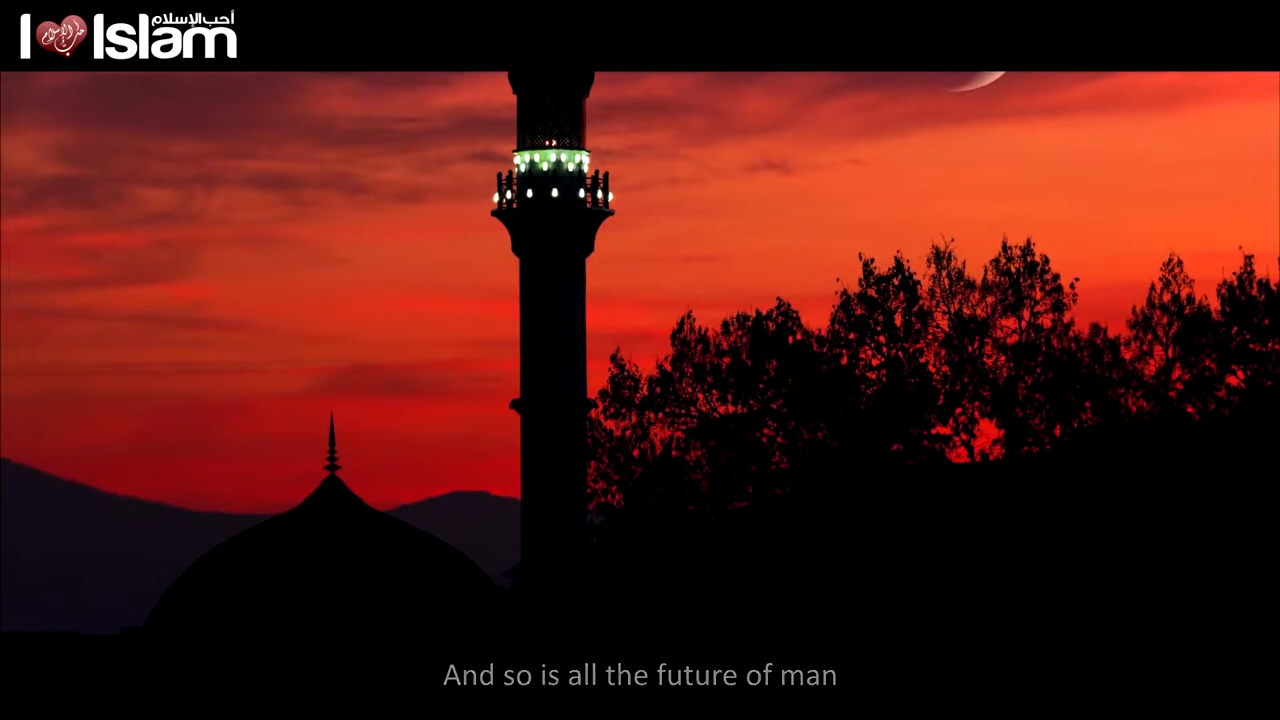 أحب الإسلام
I Islam
And so is all the future of man